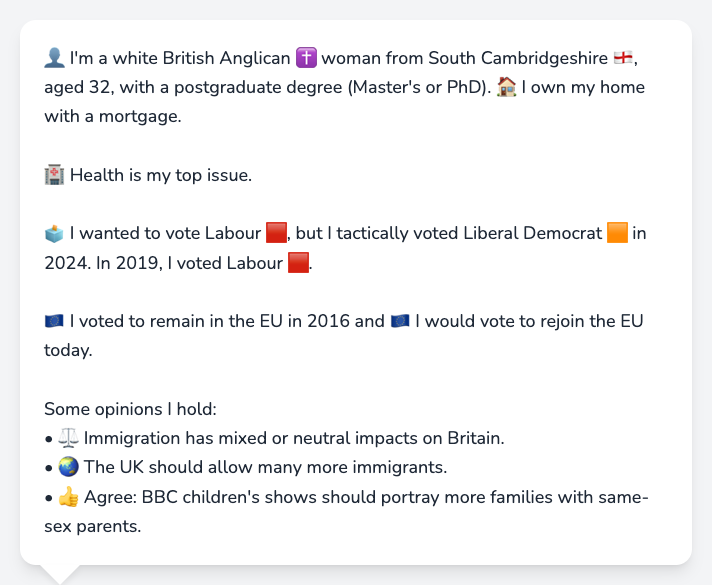 👤 I'm a white British Anglican ✝️ woman from South Cambridgeshire 🏴󠁧󠁢󠁥󠁮󠁧󠁿,
aged 32, with a postgraduate degree (Master's or PhD). 🏠 I own my home
with a mortgage.
🏥 Health is my top issue.
🗳️ I wanted to vote Labour 🟥, but I tactically voted Liberal Democrat 🟧 in
2024. In 2019, I voted Labour 🟥.
🇪🇺 I voted to remain in the EU in 2016 and 🇪🇺 I would vote to rejoin the EU
today.
Some opinions I hold:
• ⚖️ Immigration has mixed or neutral impacts on Britain.
• 🌏 The UK should allow many more immigrants.
• 👍 Agree: BBC children's shows should portray more families with same-
sex parents.